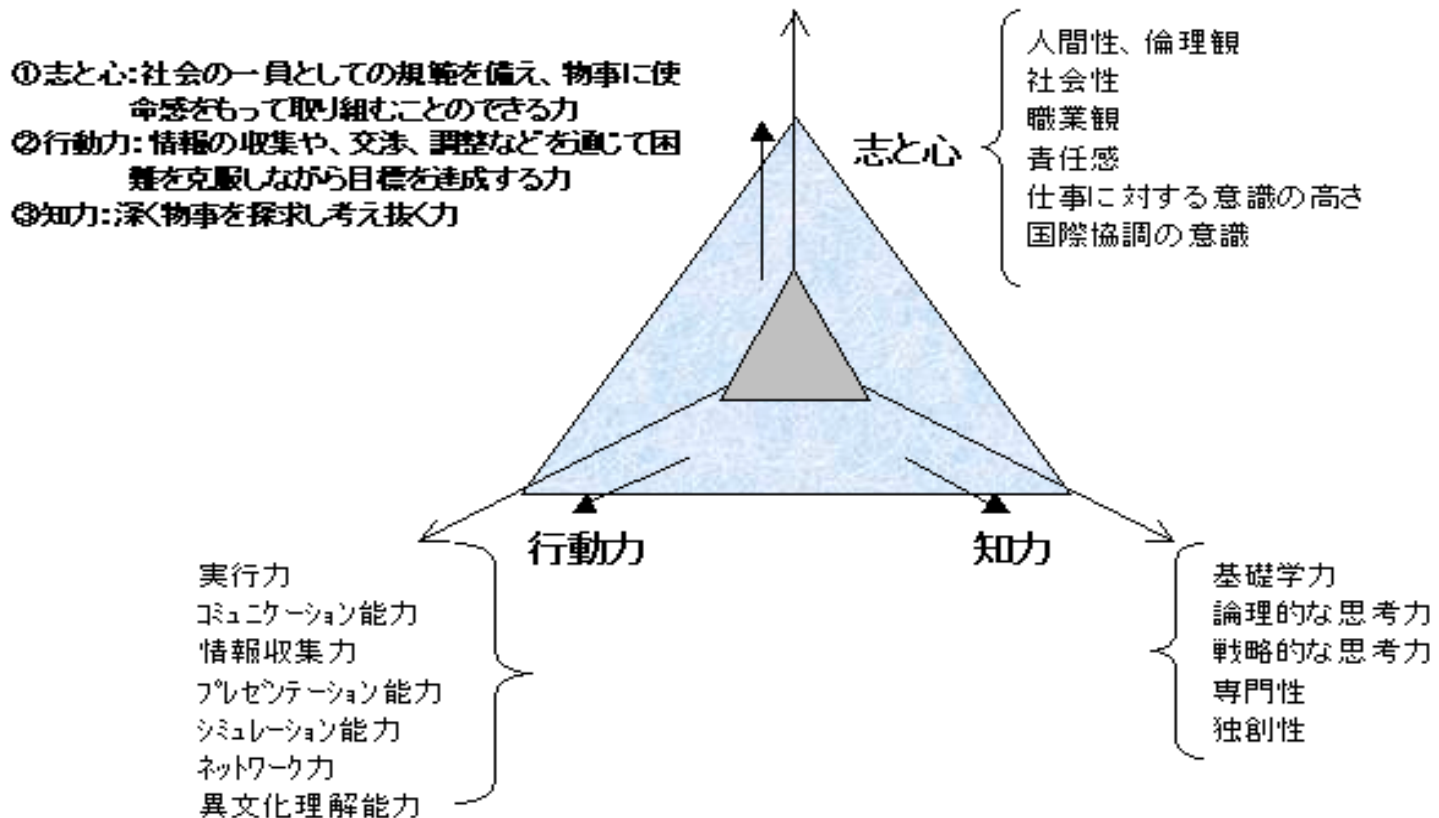 ①志と心:社会の一員としての規範を備え、物事に使
命感をもって取り組むことのできる力
②行動力:情報の収集や、交渉、調整などを通じて困
難を克服しながら目標を達成する力
③知力:深く物事を探求し考え抜く力
志と心
人間性、倫理観
社会性
職業観
責任感
仕事に対する意識の高さ
国際協調の意識
行動力
実行力
ｺﾐｭﾆｹｰｼｮﾝ能力
情報収集力
ﾌﾟﾚｾﾞﾝﾃｰｼｮﾝ能力
ｼﾐｭﾚｰｼｮﾝ能力
ﾈｯﾄﾜｰｸ力
異文化理解能力
知力
基礎学力
論理的な思考力
戦略的な思考力
専門性
独創性